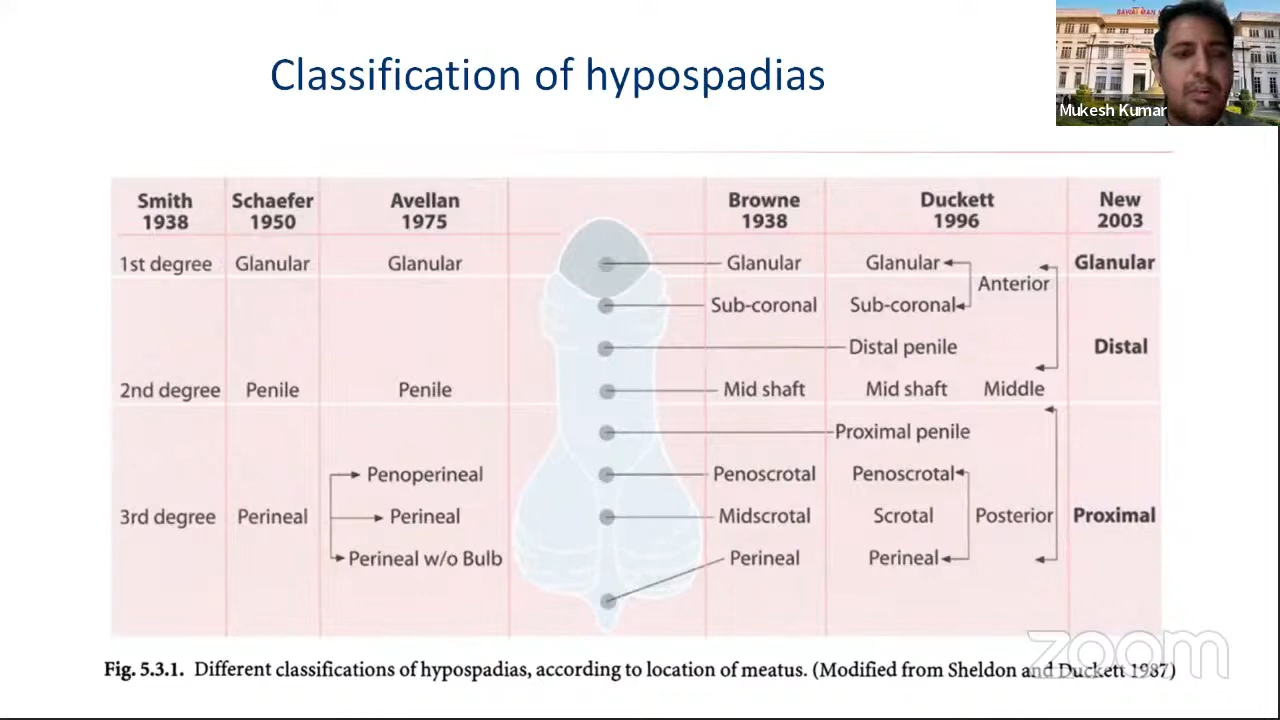 Classification of hypospadias
SAWAI MAN
Mukesh Kumar
Smith
1938
Schaefer
1950
Avellan
1975
Browne
1938
Duckett
1996
New
2003
1st degree Glanular Glanular Glanular Glanular Glanular
Anterior
Sub-coronal Sub-coronal
Distal penile Distal
2nd degree Penile Penile Mid shaft Mid shaft Middle
Proximal penile
Penoperineal Penoscrotal Penoscrotal
3rd degree Perineal Perineal Midscrotal Scrotal Posterior Proximal
Perineal w/o Bulb Perineal Perineal
zoom
Fig. 5.3.1. Different classifications of hypospadias, according to location of meatus. (Modified from Sheldon and Duckett 1987)